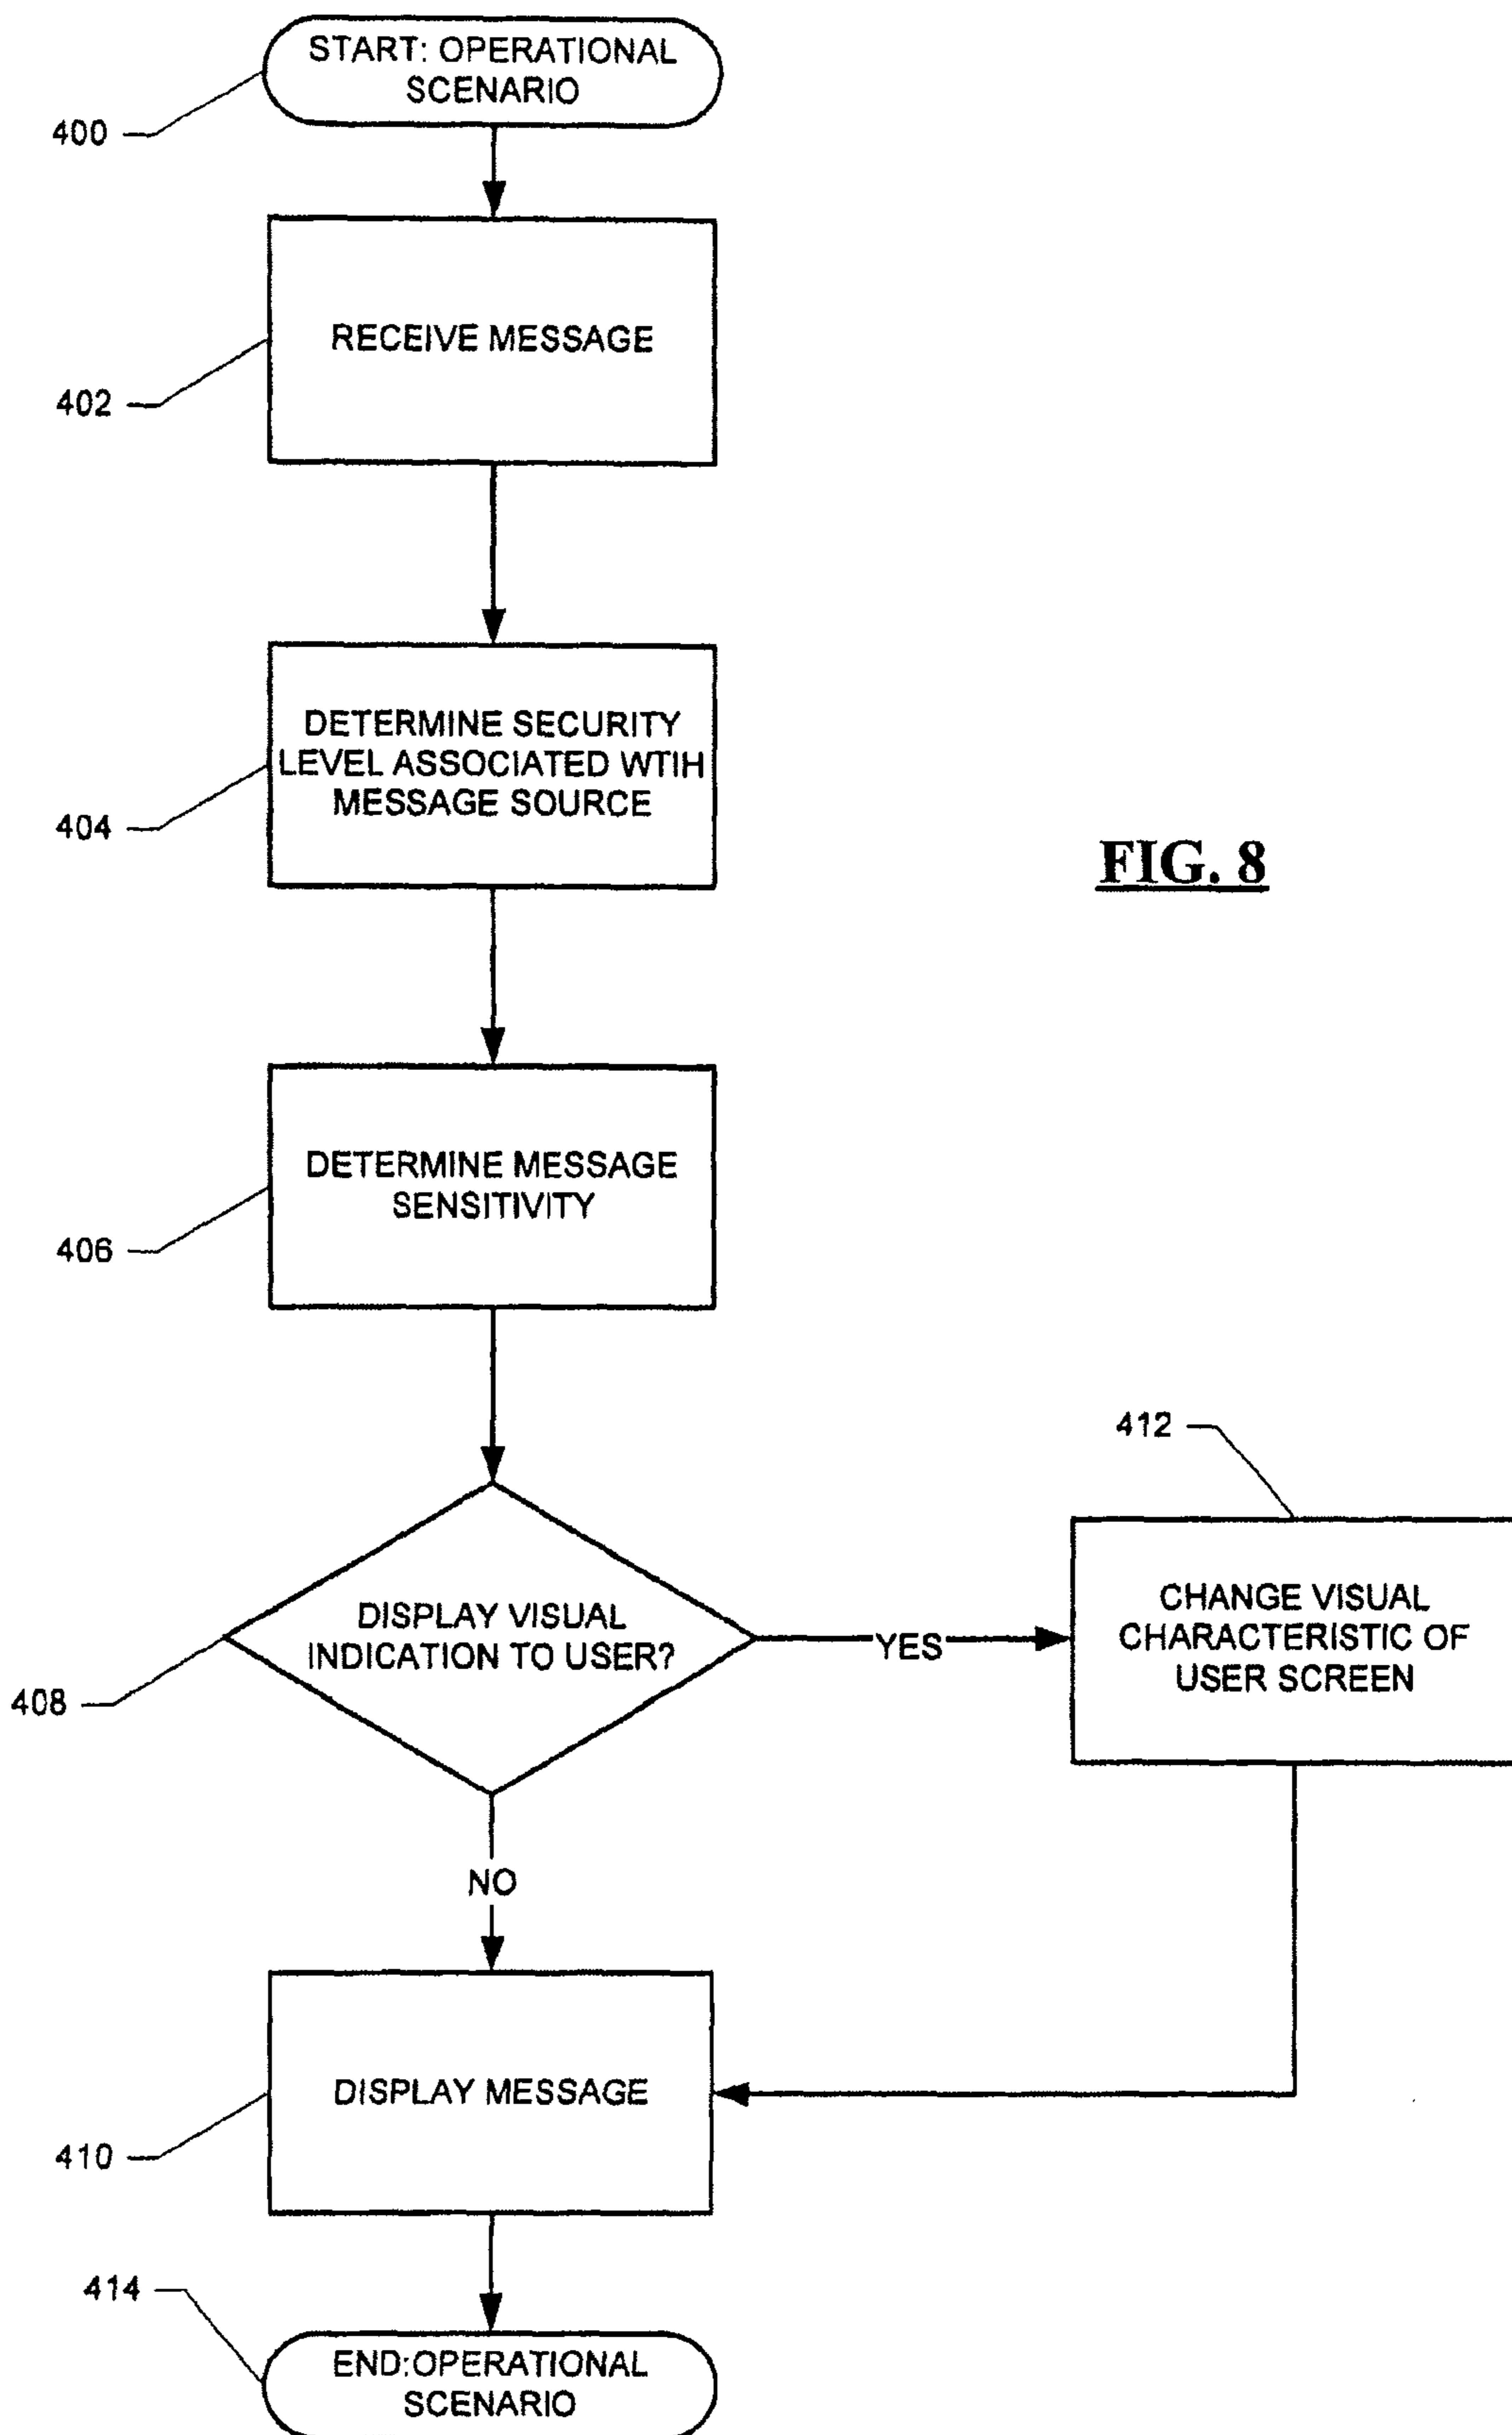 START: OPERATIONAL
SCENARIO
400
RECEIVE MESSAGE
402
DETERMINE SECURITY
LEVEL ASSOCIATED WTIH
MESSAGE SOURCE
404
FIG. 8
DETERMINE MESSAGE
SENSITIVITY
406
412
DISPLAY VISUAL
INDICATION TO USER?
408
YES
CHANGE VISUAL
CHARACTERISTIC OF
USER SCREEN
NO
DISPLAY MESSAGE
410
414
END:OPERATIONAL
SCENARIO